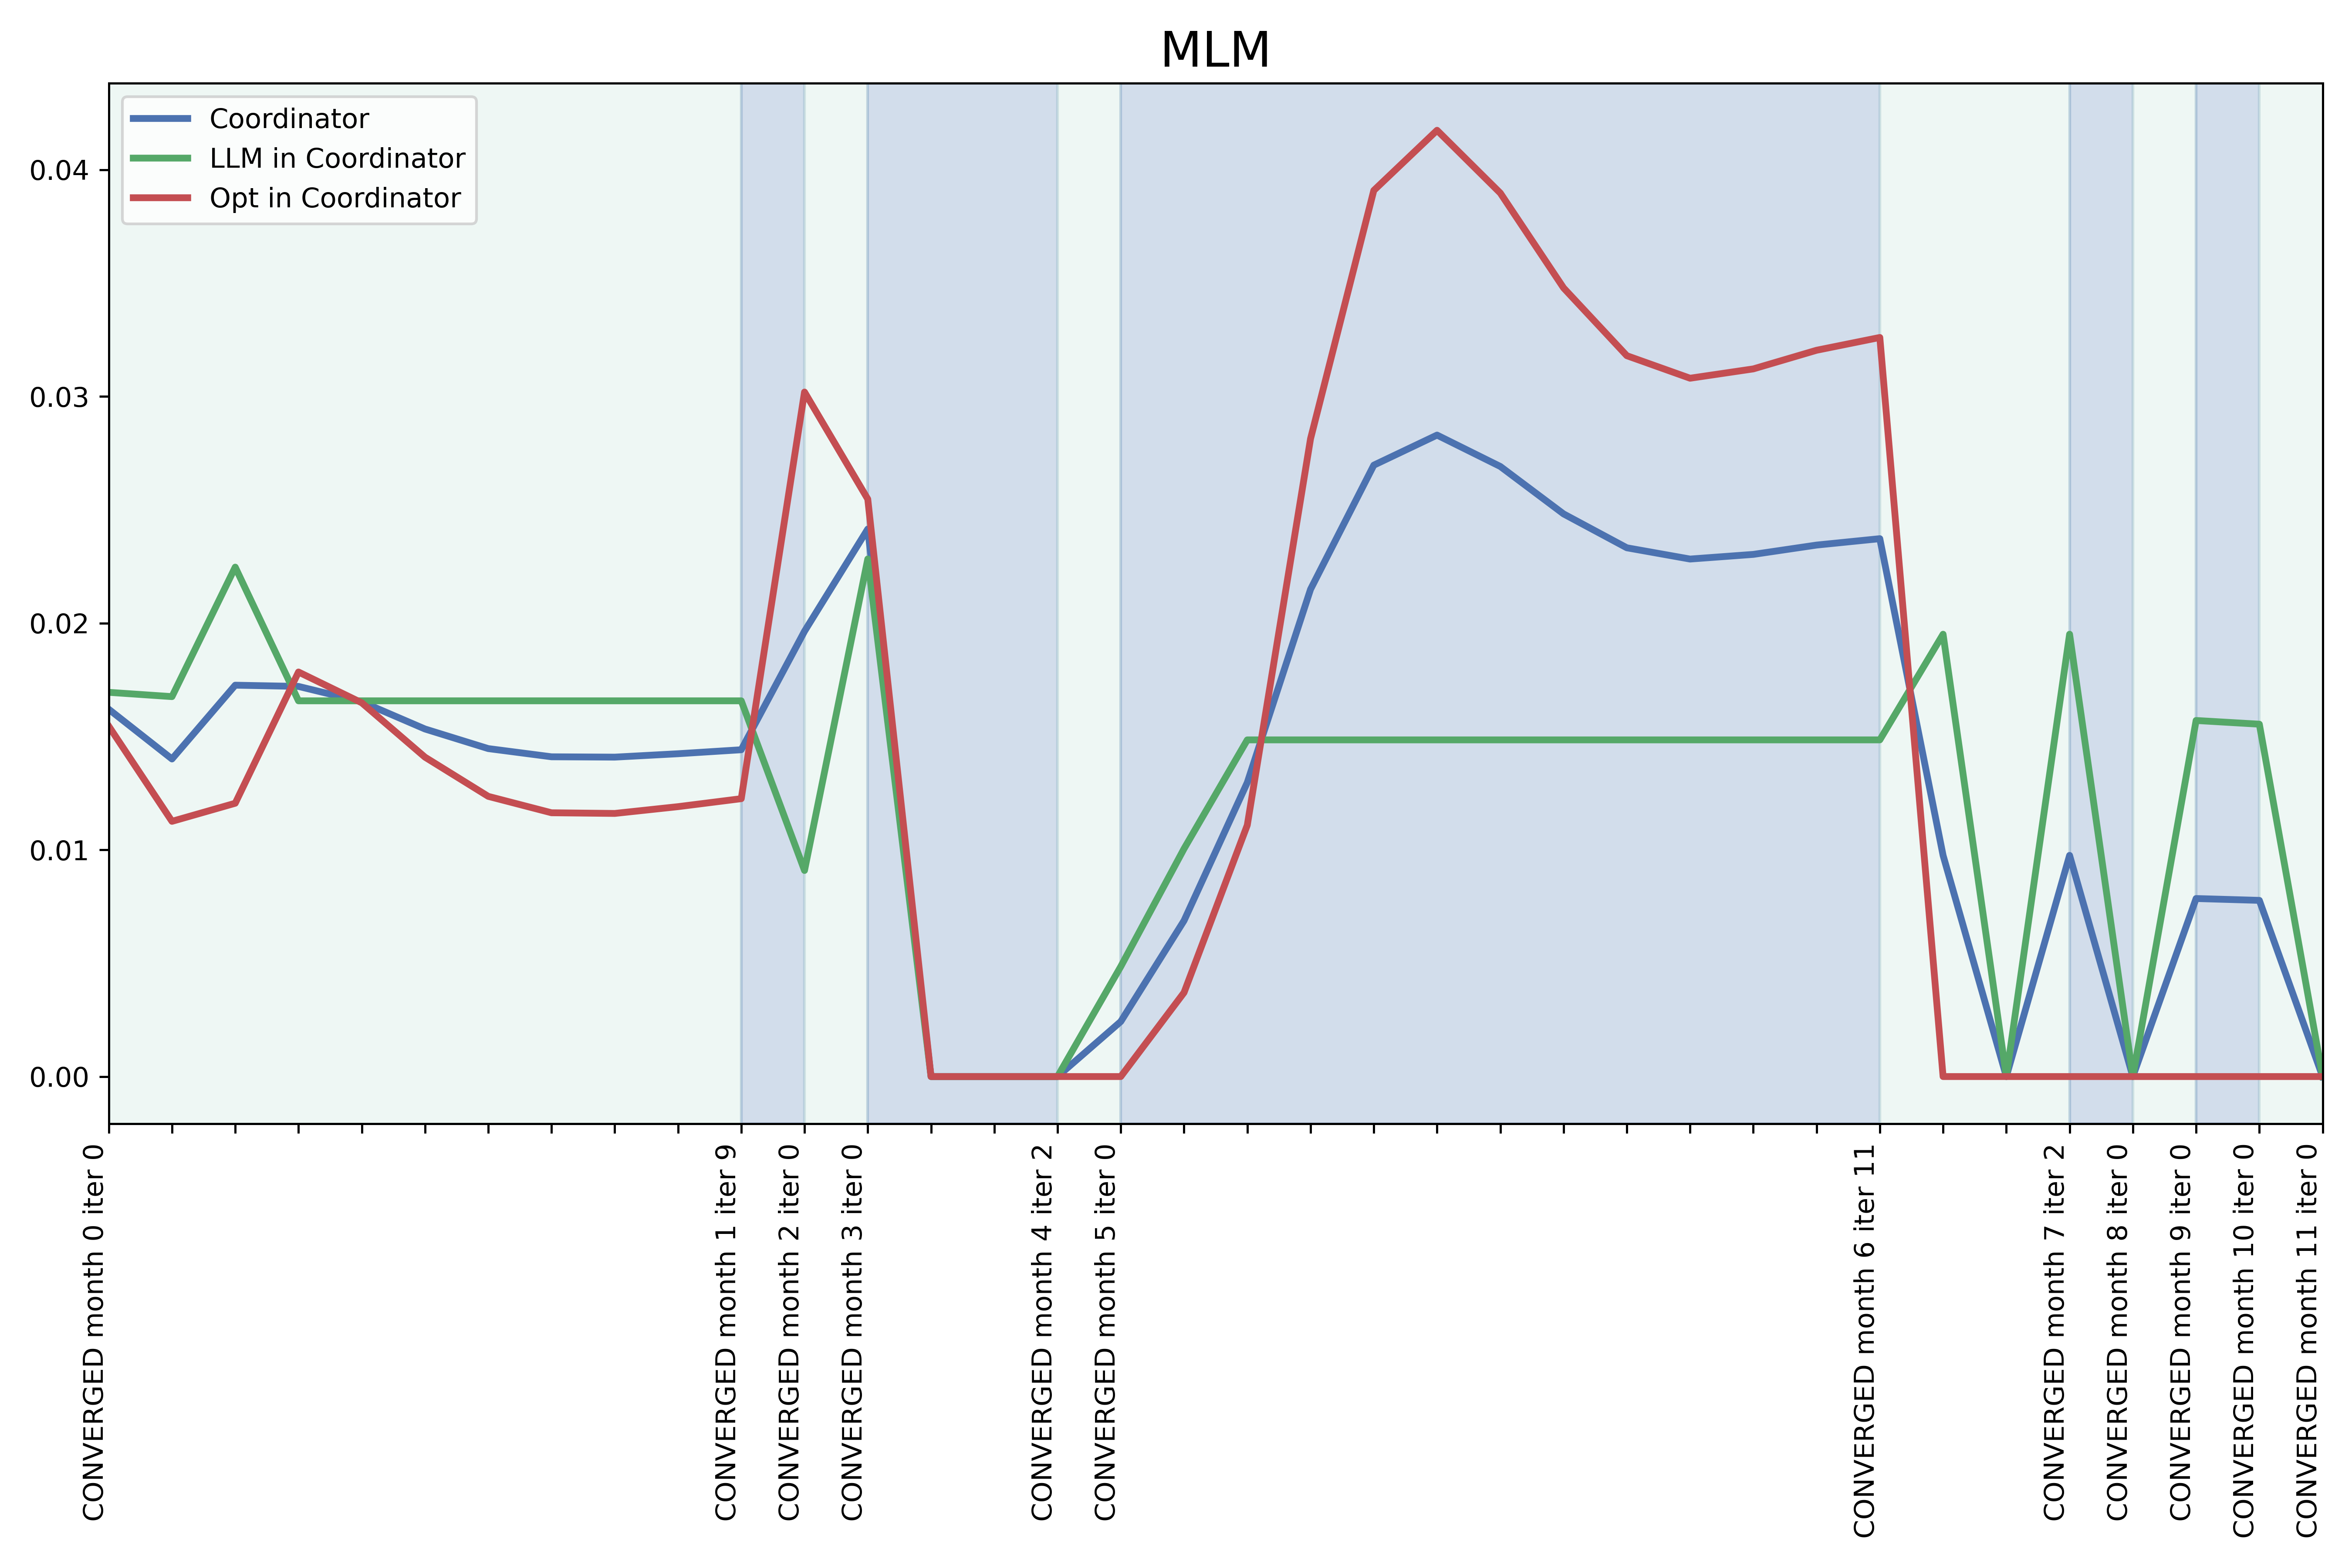 MLM
Coordinator
LLM in Coordinator
Opt in Coordinator
0.04
0.03
0.02
0.01
0.00
CONVERGED month 0 iter 0
CONVERGED month 1 iter 9
CONVERGED month 2 iter 0
CONVERGED month 3 iter 0
CONVERGED month 4 iter 2
CONVERGED month 5 iter 0
CONVERGED month 6 iter 11
CONVERGED month 7 iter 2
CONVERGED month 8 iter 0
CONVERGED month 9 iter 0
CONVERGED month 10 iter 0
CONVERGED month 11 iter 0